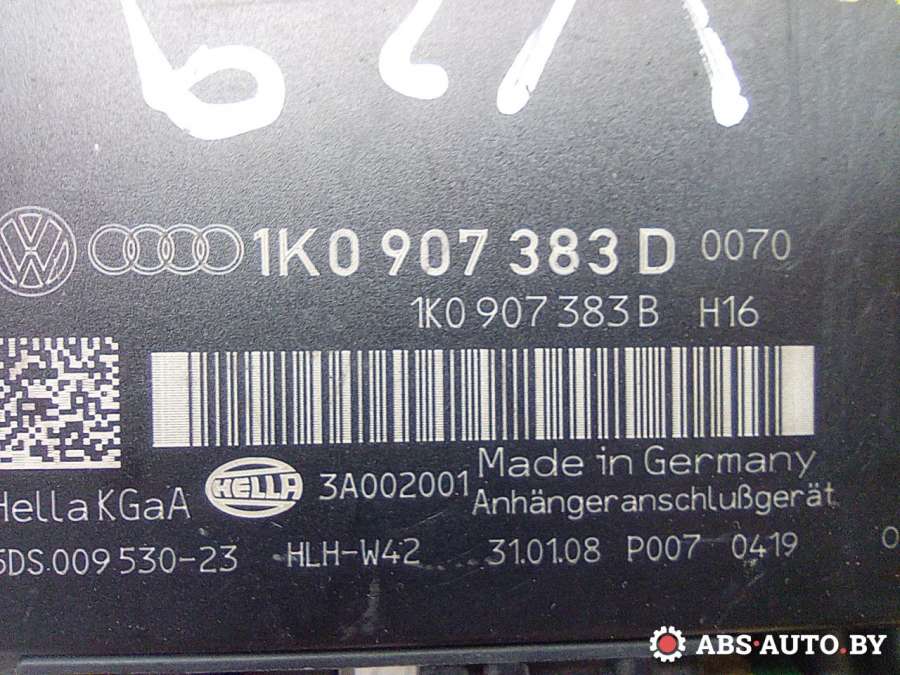 1K0 907 383 D 0070
1K0 907 383 B H16
HELLA 3A002001 Made in Germany
Hella KGaA Anhängeranschlußgerät
5DS.009 530-23 HLH-W42 31.01.08 P007 0419
ABS-AUTO.BY